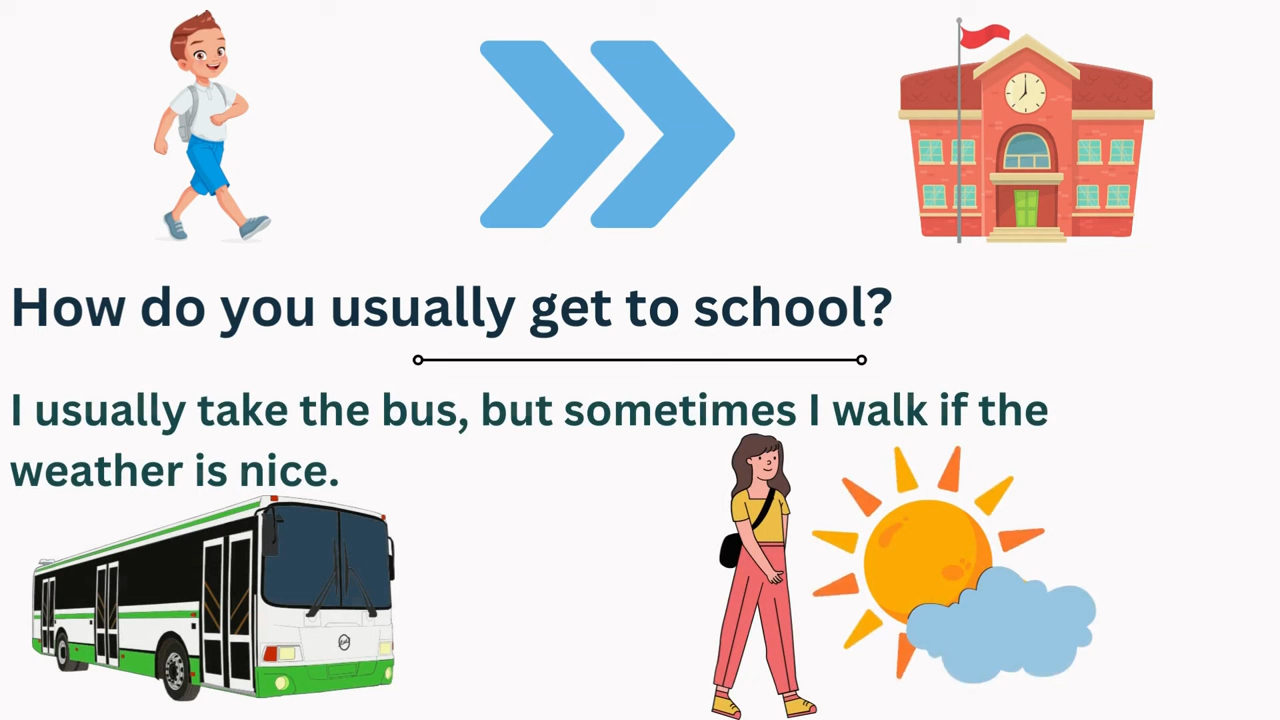 How do you usually get to school?
I usually take the bus, but sometimes I walk if the
weather is nice.